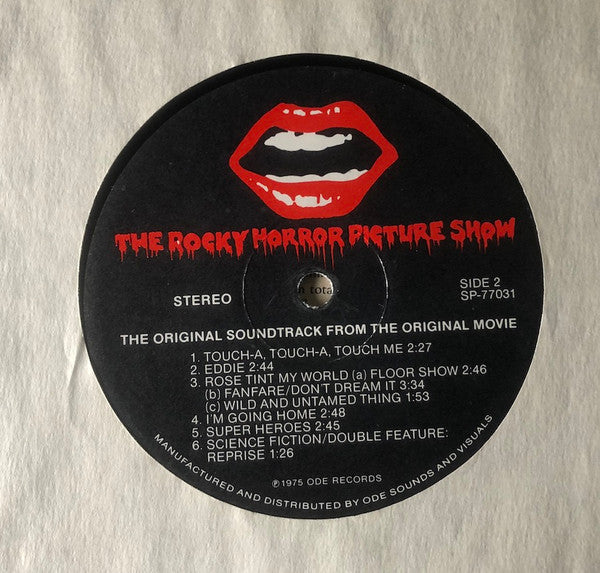 THE ROCKY HORROR PICTURE SHOW
STEREO
tota
SIDE 2
SP-77031
THE ORIGINAL SOUNDTRACK FROM THE ORIGINAL MOVIE
1. TOUCH-A, TOUCH-A, TOUCH ME 2:27
2. EDDIE 2:44
3. ROSE TINT MY WORLD (a) FLOOR SHOW 2:46
(b) FANFARE/DON'T DREAM IT 3:34
(c) WILD AND UNTAMED THING 1:53
4. I'M GOING HOME 2:48
5. SUPER HEROES 2:45
6. SCIENCE FICTION/DOUBLE FEATURE:
REPRISE 1:26
℗1975 ODE RECORDS
MANUFACTURED AND DISTRIBUTED BY ODE SOUNDS AND VISUALS